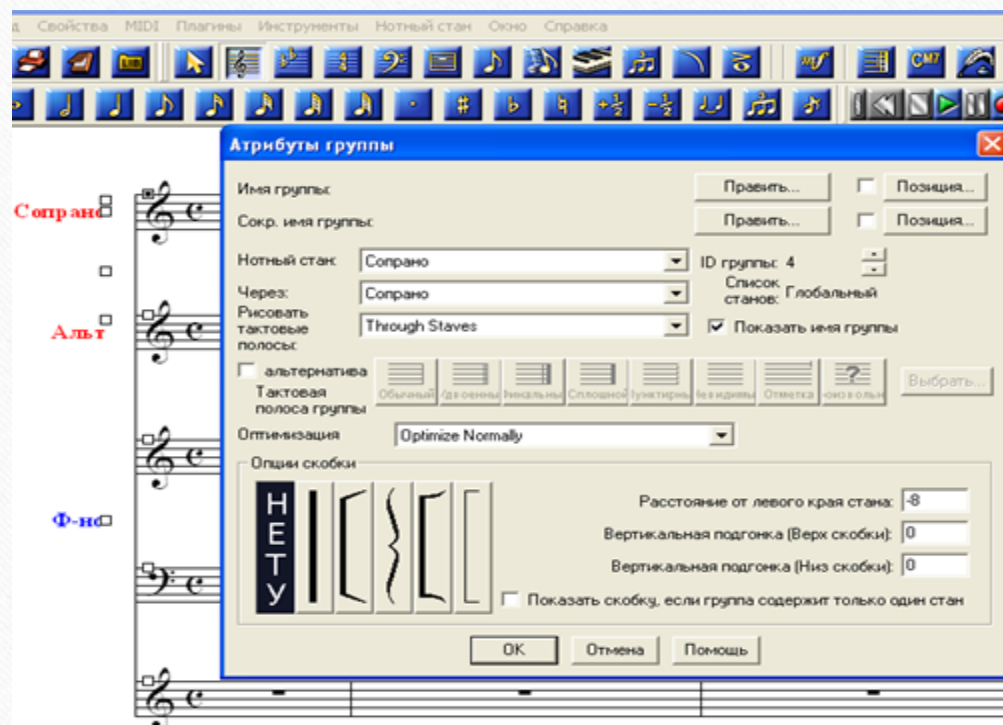 Свойства MIDI Плагины Инструменты Нотный стан Окно Справка
CM7
Атрибуты группы
Имя группы: Править... Позиция...
Сокр. имя группы: Править... Позиция...
Сопрано
Нотный стан: Сопрано ID группы: 4
Через: Сопрано Список станов: Глобальный
Рисовать тактовые полосы: Through Staves Показать имя группы
Альт
альтернатива
Тактовая полоса группы Обычный Сплошной Отметка Выбрать...
Оптимизация Optimize Normally
Опции скобки
НЕТУ
Расстояние от левого края стана: -8
Вертикальная подгонка (Верх скобки): 0
Вертикальная подгонка (Низ скобки): 0
Показать скобку, если группа содержит только один стан
Ф-но
OK Отмена Помощь